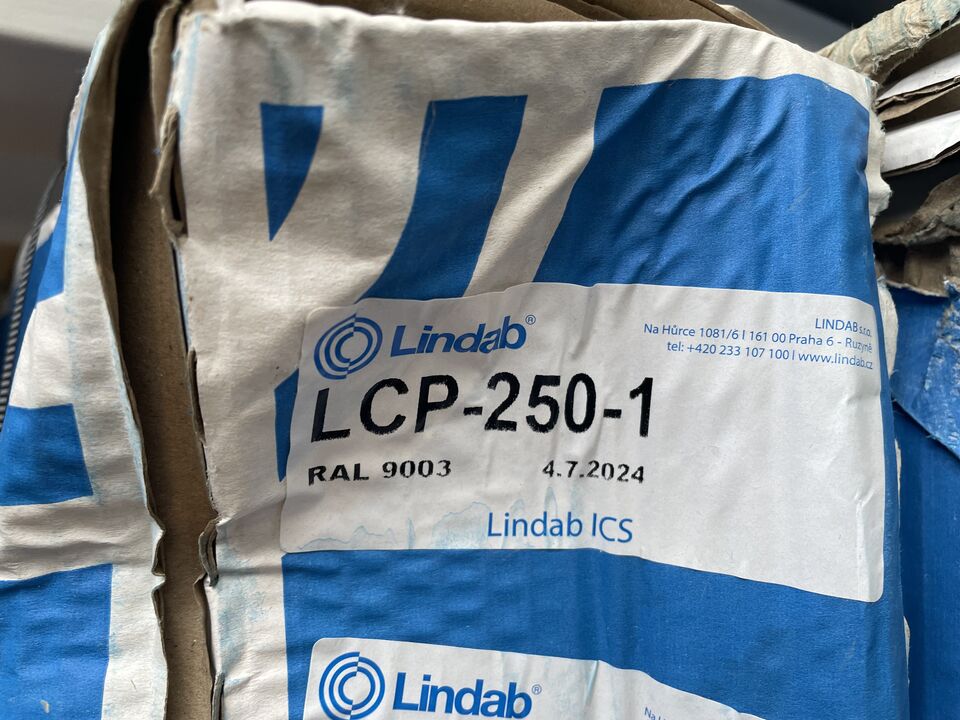 Lindab®
LINDAB s.r.o.
Na Hůrce 1081/6 | 161 00 Praha 6 - Ruzyně
tel: +420 233 107 100 | www.lindab.cz
LCP-250-1
RAL 9003 4.7.2024
Lindab ICS
Lindab®
Na